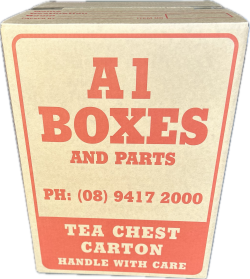 A1
BOXES
AND PARTS
PH: (08) 9417 2000
TEA CHEST
CARTON
HANDLE WITH CARE